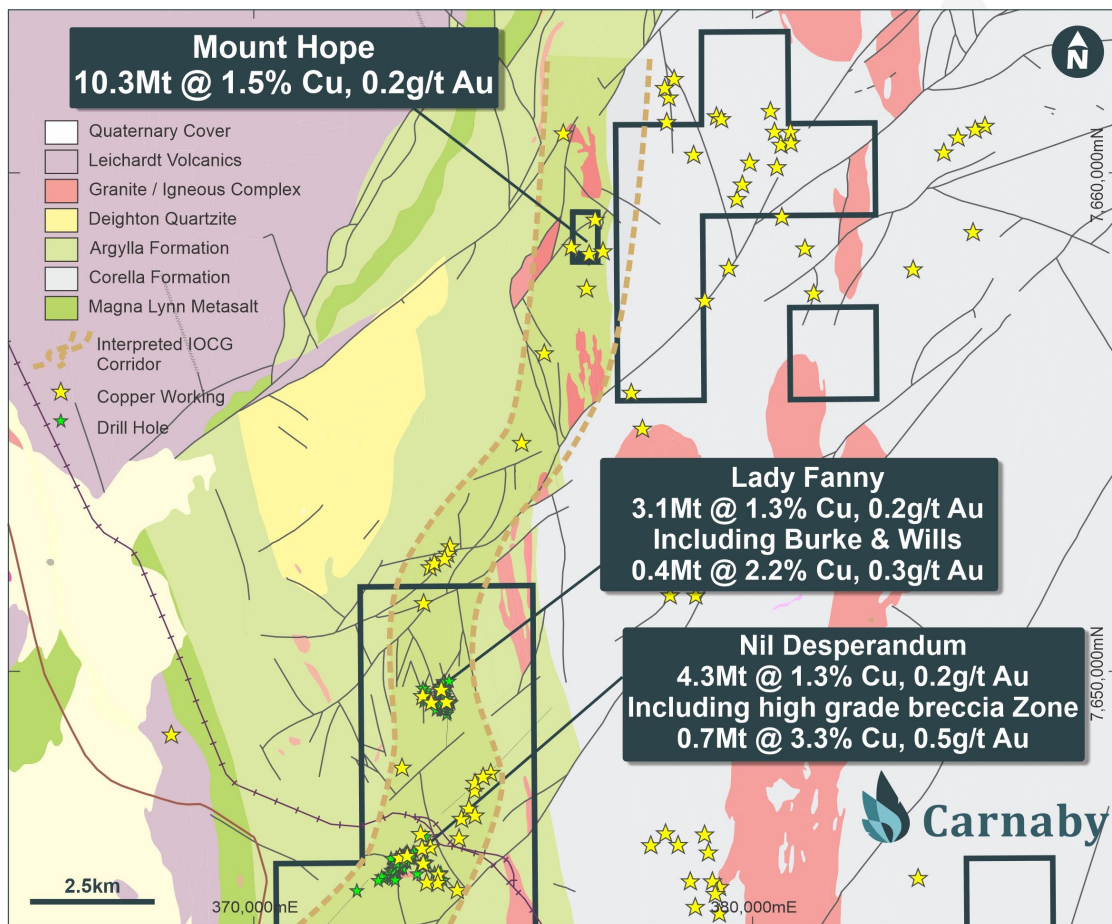 Mount Hope
10.3Mt @ 1.5% Cu, 0.2g/t Au
N
Quaternary Cover
Leichardt Volcanics
Granite / Igneous Complex
Deighton Quartzite
Argylla Formation
Corella Formation
Magna Lynn Metasalt
Interpreted IOCG
Corridor
Copper Working
Drill Hole
7,660,000mN
Lady Fanny
3.1Mt @ 1.3% Cu, 0.2g/t Au
Including Burke & Wills
0.4Mt @ 2.2% Cu, 0.3g/t Au
Nil Desperandum
4.3Mt @ 1.3% Cu, 0.2g/t Au
Including high grade breccia Zone
0.7Mt @ 3.3% Cu, 0.5g/t Au
7,650,000mN
Carnaby
2.5km
370,000mE
380,000mE